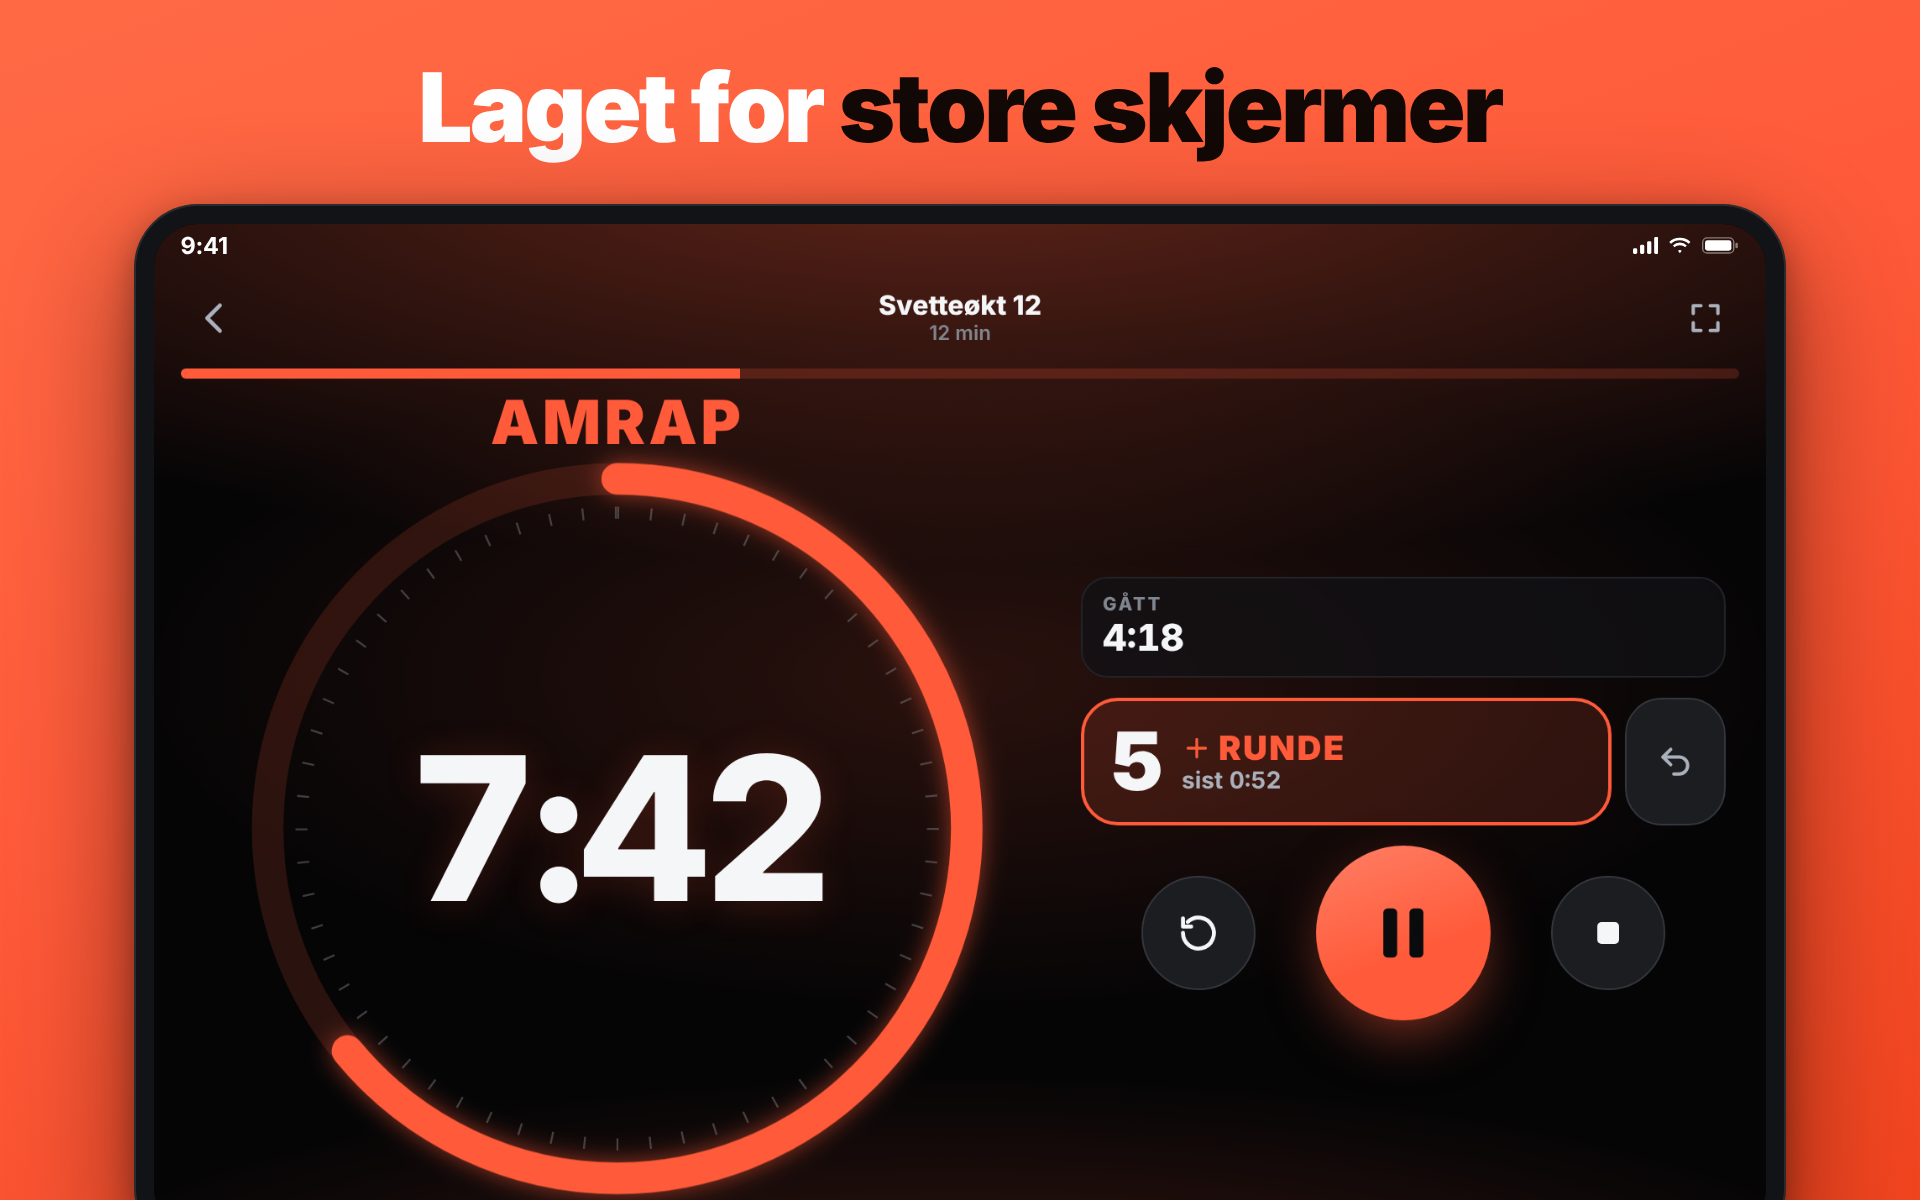 Laget for store skjermer
9:41
Svetteøkt 12
12 min
AMRAP
7:42
GÅTT
4:18
5 + RUNDE
sist 0:52